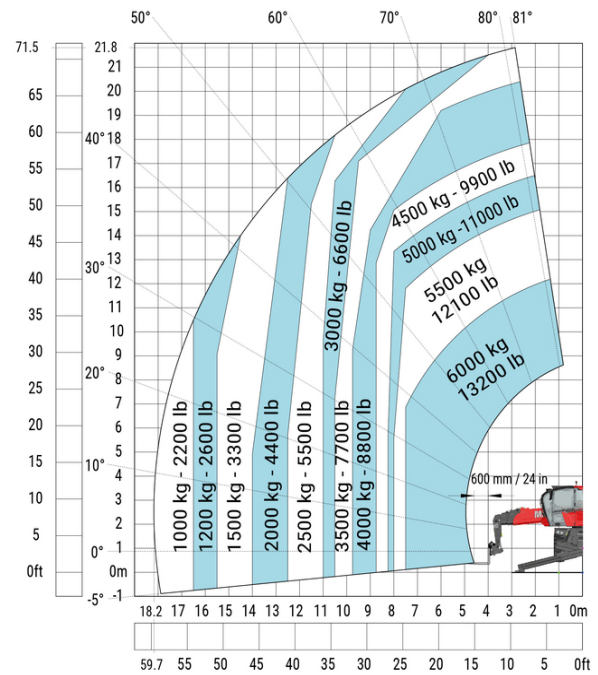 50° 60° 70° 80° 81°
71.5 21.8
21
65 20
19
60 40° 18
55 17
16
50 15
4500 kg - 9900 lb
45 14
5000 kg -11000 lb
13
40 30° 12
5500 kg
12100 lb
3000 kg - 6600 lb
35 11
10
30 9
6000 kg
13200 lb
25 20° 8
7
20 6
5
15 10° 4
600 mm / 24 in
10 3
2
5 0° 1
0ft 0m
-5° -1
1000 kg - 2200 lb
1200 kg - 2600 lb
1500 kg - 3300 lb
2000 kg - 4400 lb
2500 kg - 5500 lb
3500 kg - 7700 lb
4000 kg - 8800 lb
18.2 17 16 15 14 13 12 11 10 9 8 7 6 5 4 3 2 1 0m
59.7 55 50 45 40 35 30 25 20 15 10 5 0ft